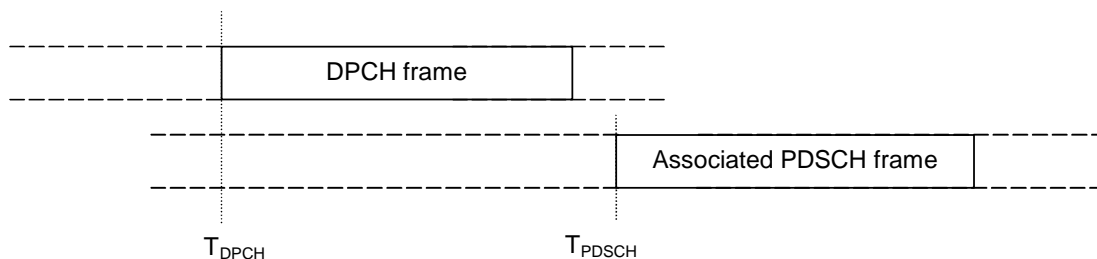 DPCH frame
Associated PDSCH frame
TDPCH
TPDSCH